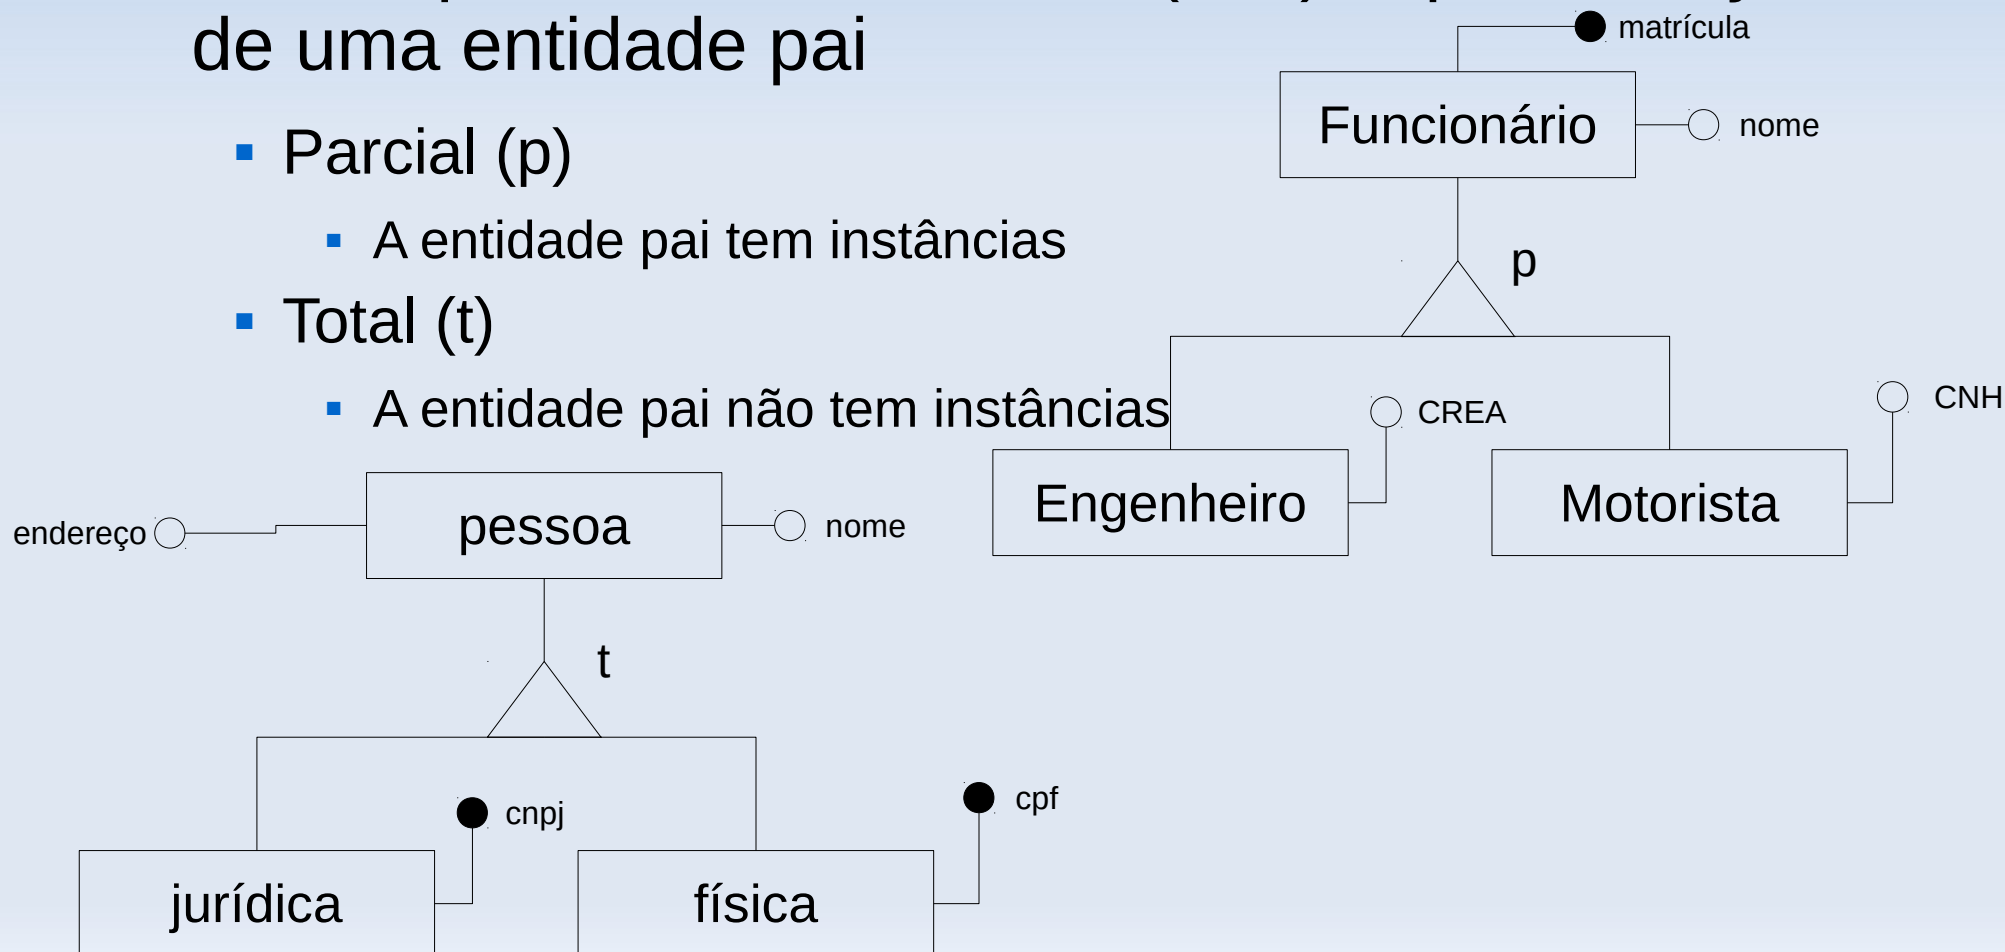 de uma entidade pai
Parcial (p)
A entidade pai tem instâncias
Total (t)
A entidade pai não tem instâncias
matrícula
Funcionário
nome
p
CREA
CNH
Engenheiro
Motorista
endereço
pessoa
nome
t
cnpj
cpf
jurídica
física